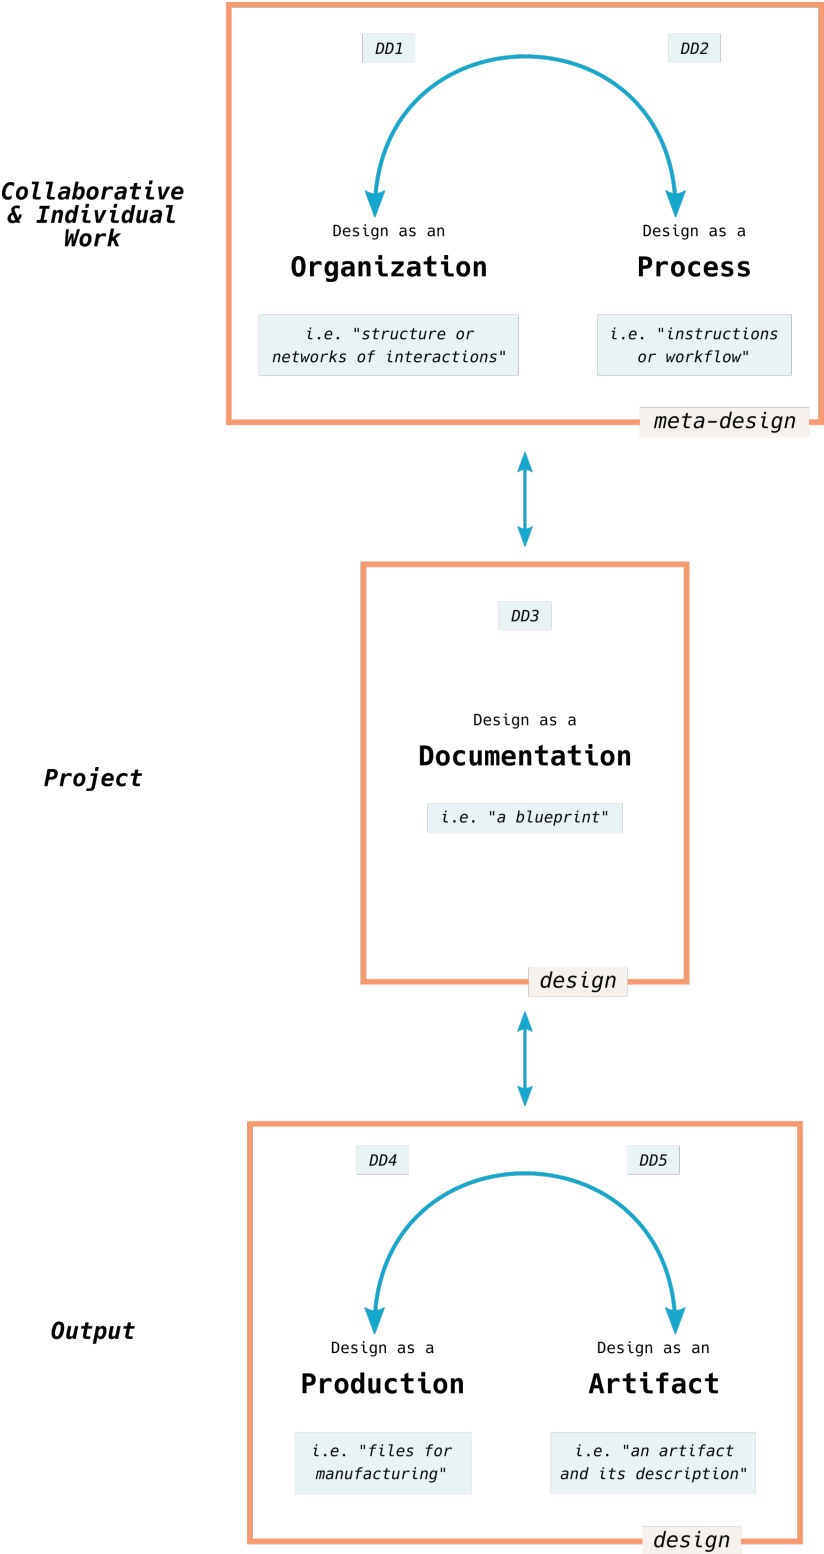 DD1
DD2
Collaborative
& Individual
Work
Design as an
Organization
i.e. "structure or
networks of interactions"
Design as a
Process
i.e. "instructions
or workflow"
meta-design
DD3
Project
Design as a
Documentation
i.e. "a blueprint"
design
DD4
DD5
Output
Design as a
Production
i.e. "files for
manufacturing"
Design as an
Artifact
i.e. "an artifact
and its description"
design